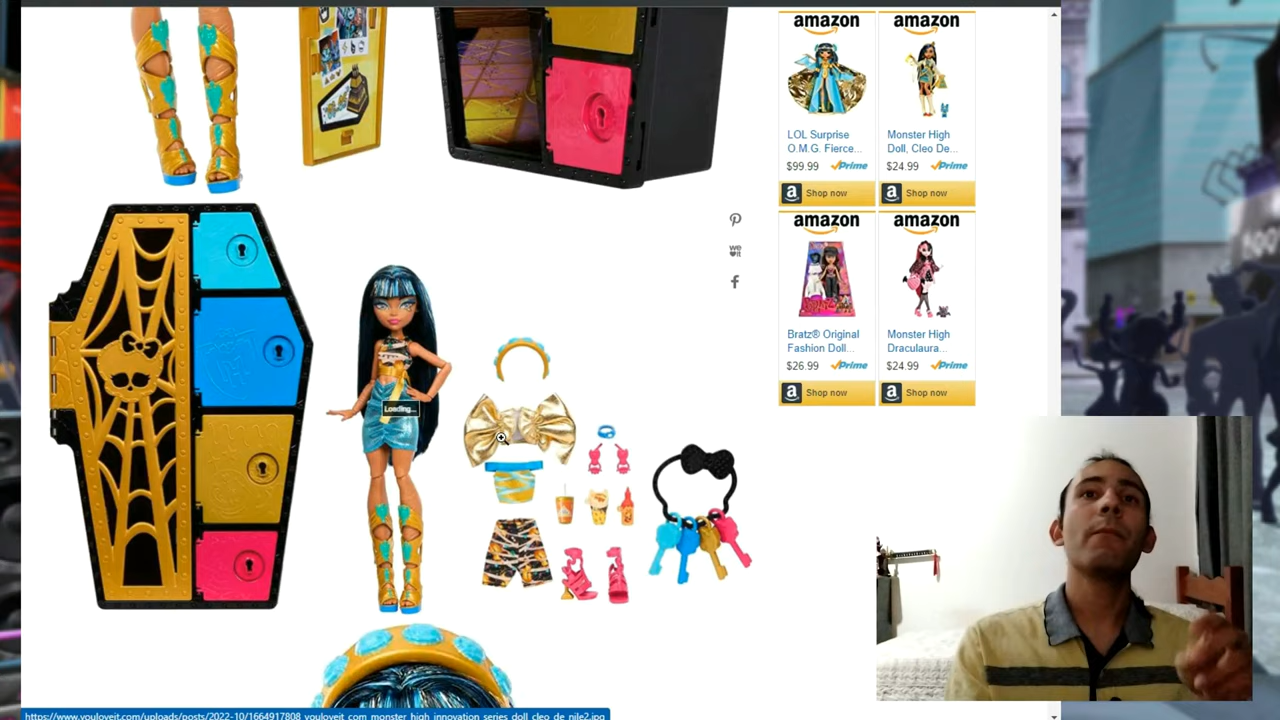 amazon
LOL Surprise
O.M.G. Fierce...
$99.99 Prime
a Shop now
amazon
Monster High
Doll, Cleo De...
$24.99 Prime
a Shop now
amazon
Bratz® Original
Fashion Doll...
$26.99 Prime
a Shop now
amazon
Monster High
Draculaura...
$24.99 Prime
a Shop now
we
it
Loading...
https://www.youloveit.com/uploads/posts/2022-10/1664917808_youloveit_com_monster_high_innovation_series_doll_cleo_de_nile2.jpg